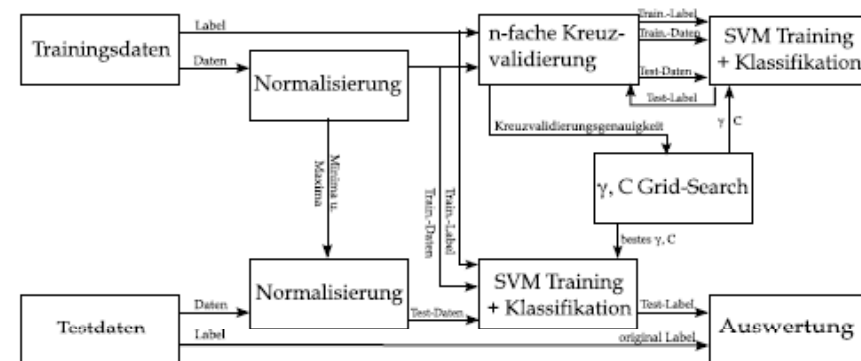 Label
Trainingsdaten
Daten
Normalisierung
n-fache Kreuz-
validierung
Train.-Label
Train.-Daten
Test-Daten
Test-Label
SVM Training
+ Klassifikation
Kreuzvalidierungsgenauigkeit
γ C
γ, C Grid-Search
Minima u.
Maxima
Train.-Label
Train.-Daten
bestes γ, C
Daten
Normalisierung
Test-Daten
SVM Training
+ Klassifikation
Test-Label
Testdaten
Label
original Label
Auswertung